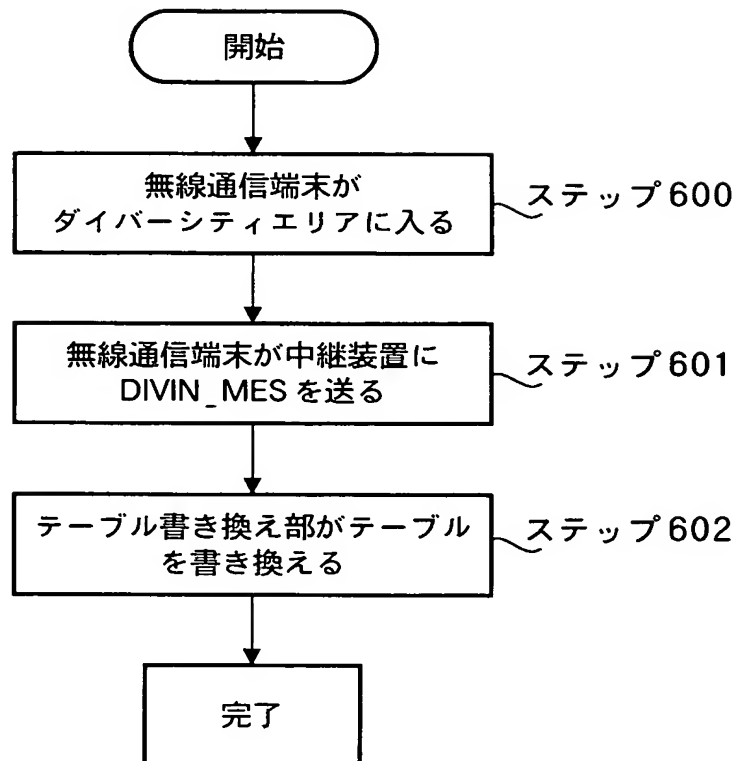 開始
無線通信端末が
ダイバーシティエリアに入る
ステップ600
無線通信端末が中継装置に
DIVIN_MESを送る
ステップ601
テーブル書き換え部がテーブル
を書き換える
ステップ602
完了